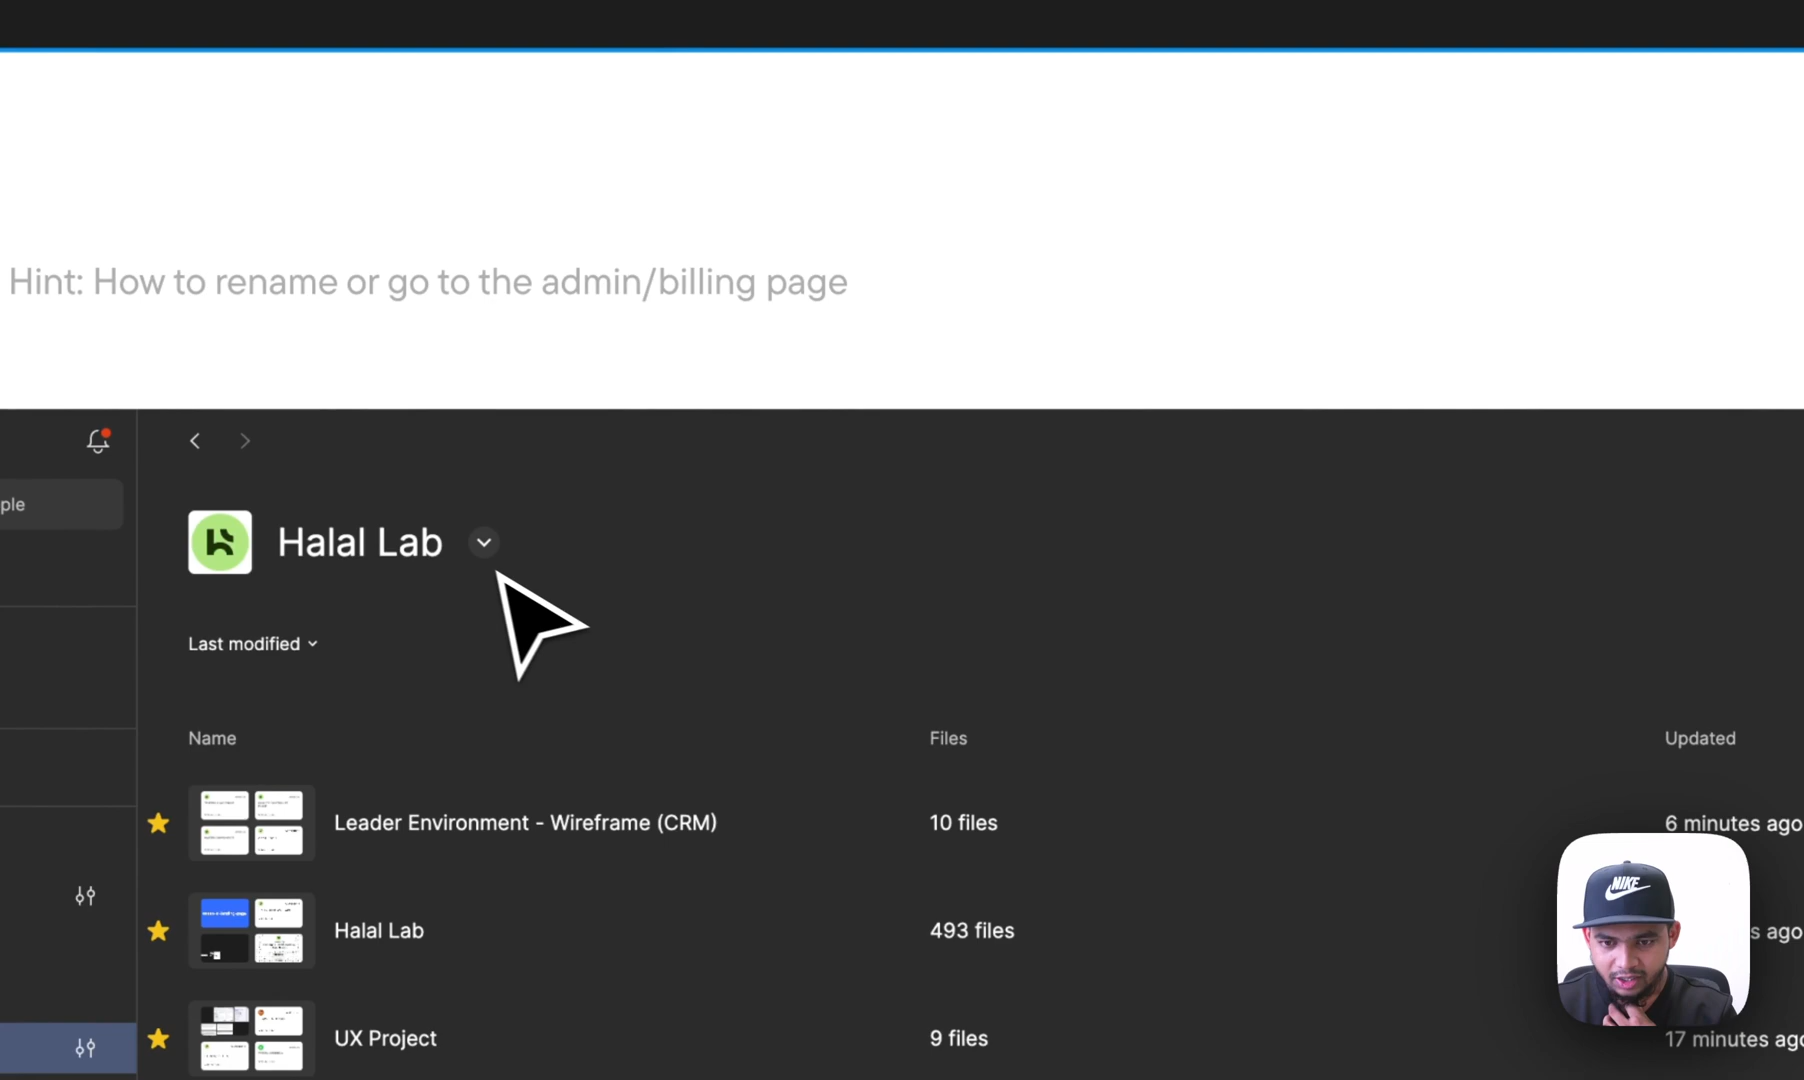 Hint: How to rename or go to the admin/billing page
ple
Halal Lab
Last modified
Name Files Updated
Leader Environment - Wireframe (CRM) 10 files 6 minutes ago
Halal Lab 493 files s ago
UX Project 9 files 17 minutes ago
NIKE